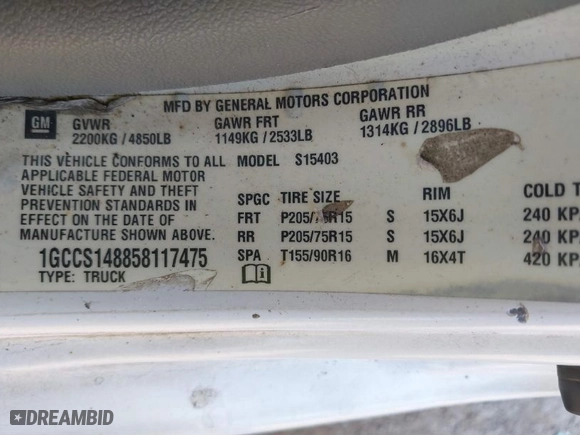 MFD BY GENERAL MOTORS CORPORATION
GM
GVWR GAWR FRT GAWR RR
2200KG / 4850LB 1149KG / 2533LB 1314KG / 2896LB
THIS VEHICLE CONFORMS TO ALL
APPLICABLE FEDERAL MOTOR
VEHICLE SAFETY AND THEFT
PREVENTION STANDARDS IN
EFFECT ON THE DATE OF
MANUFACTURE SHOWN ABOVE.
1GCCS148858117475
TYPE: TRUCK
MODEL S15403
SPGC TIRE SIZE RIM COLD T
FRT P205/75R15 S 15X6J 240 KP
RR P205/75R15 S 15X6J 240 KP
SPA T155/90R16 M 16X4T 420 KP
DREAMBID